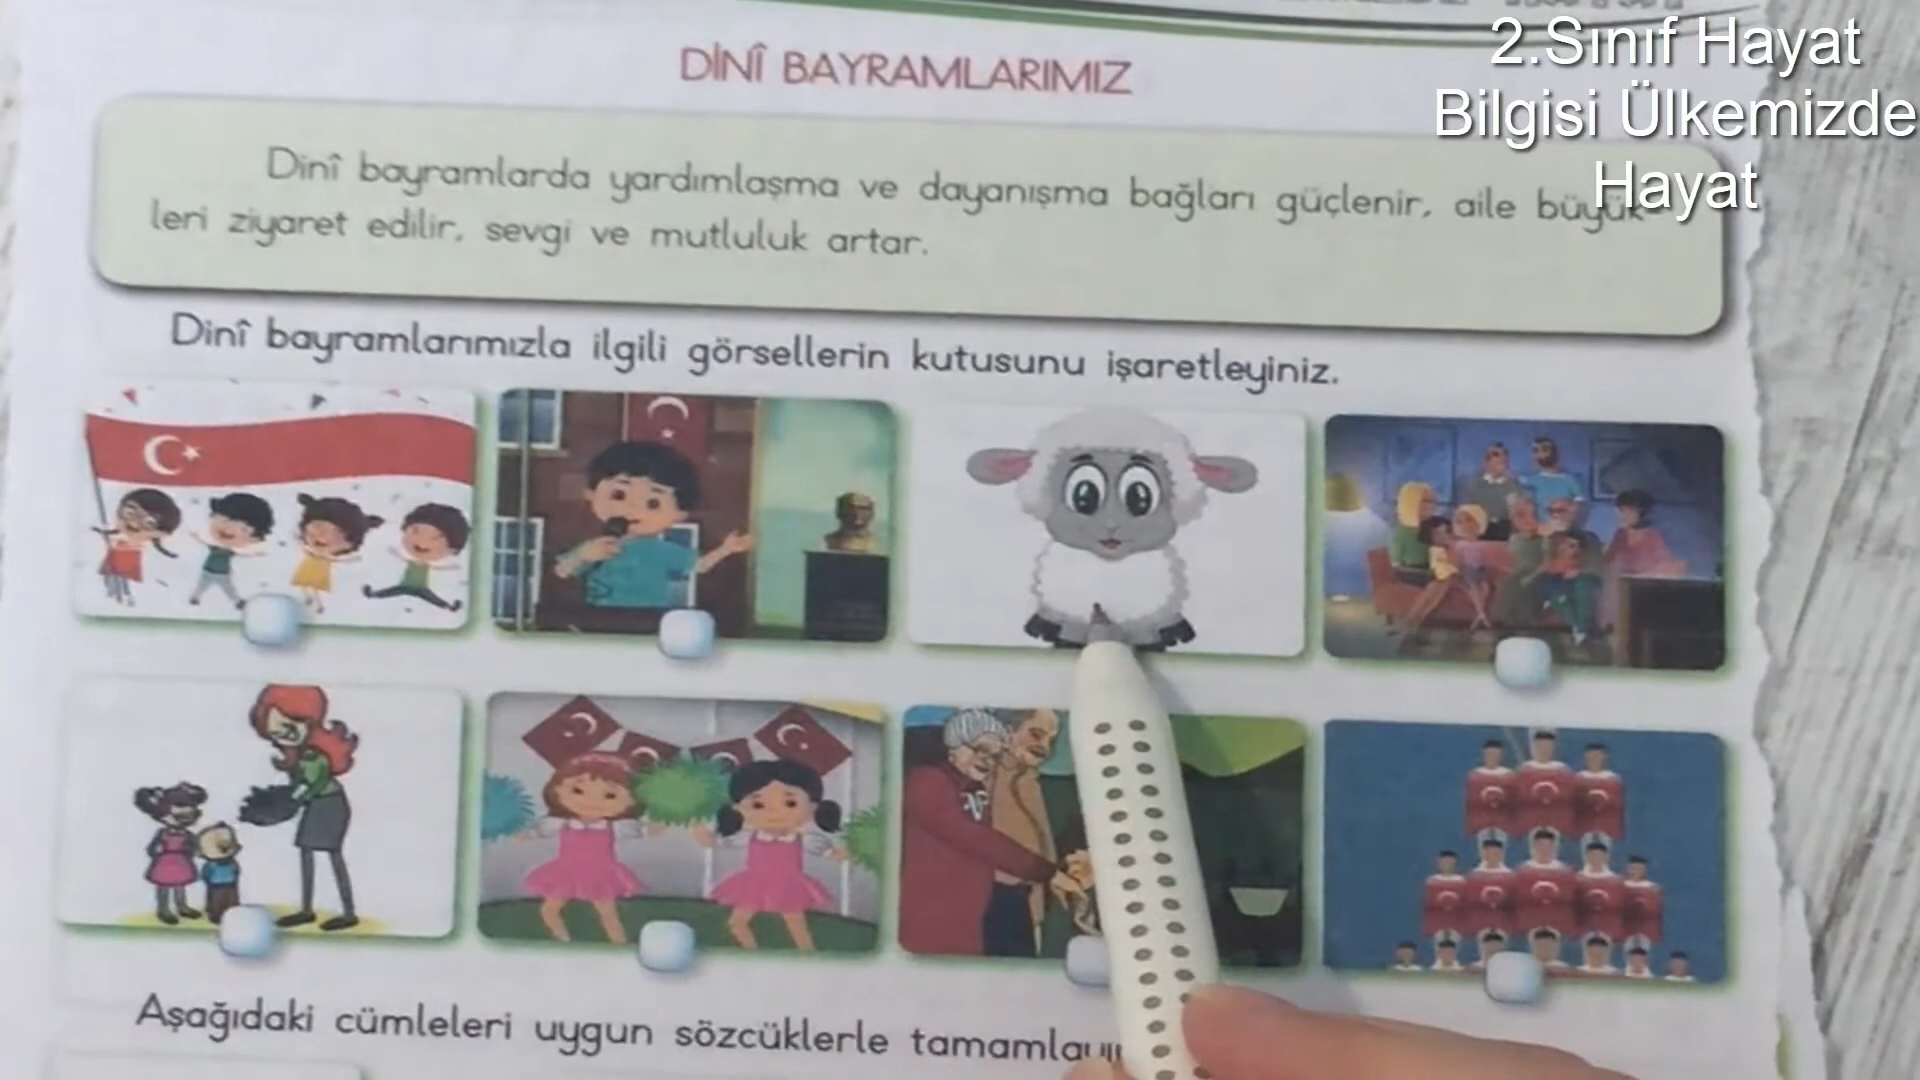 2.Sınıf Hayat
Bilgisi Ülkemizde
Hayat
DİNÎ BAYRAMLARIMIZ
Dinî bayramlarda yardımlaşma ve dayanışma bağları güçlenir, aile büyük-
leri ziyaret edilir, sevgi ve mutluluk artar.
Dinî bayramlarımızla ilgili görsellerin kutusunu işaretleyiniz.
Aşağıdaki cümleleri uygun sözcüklerle